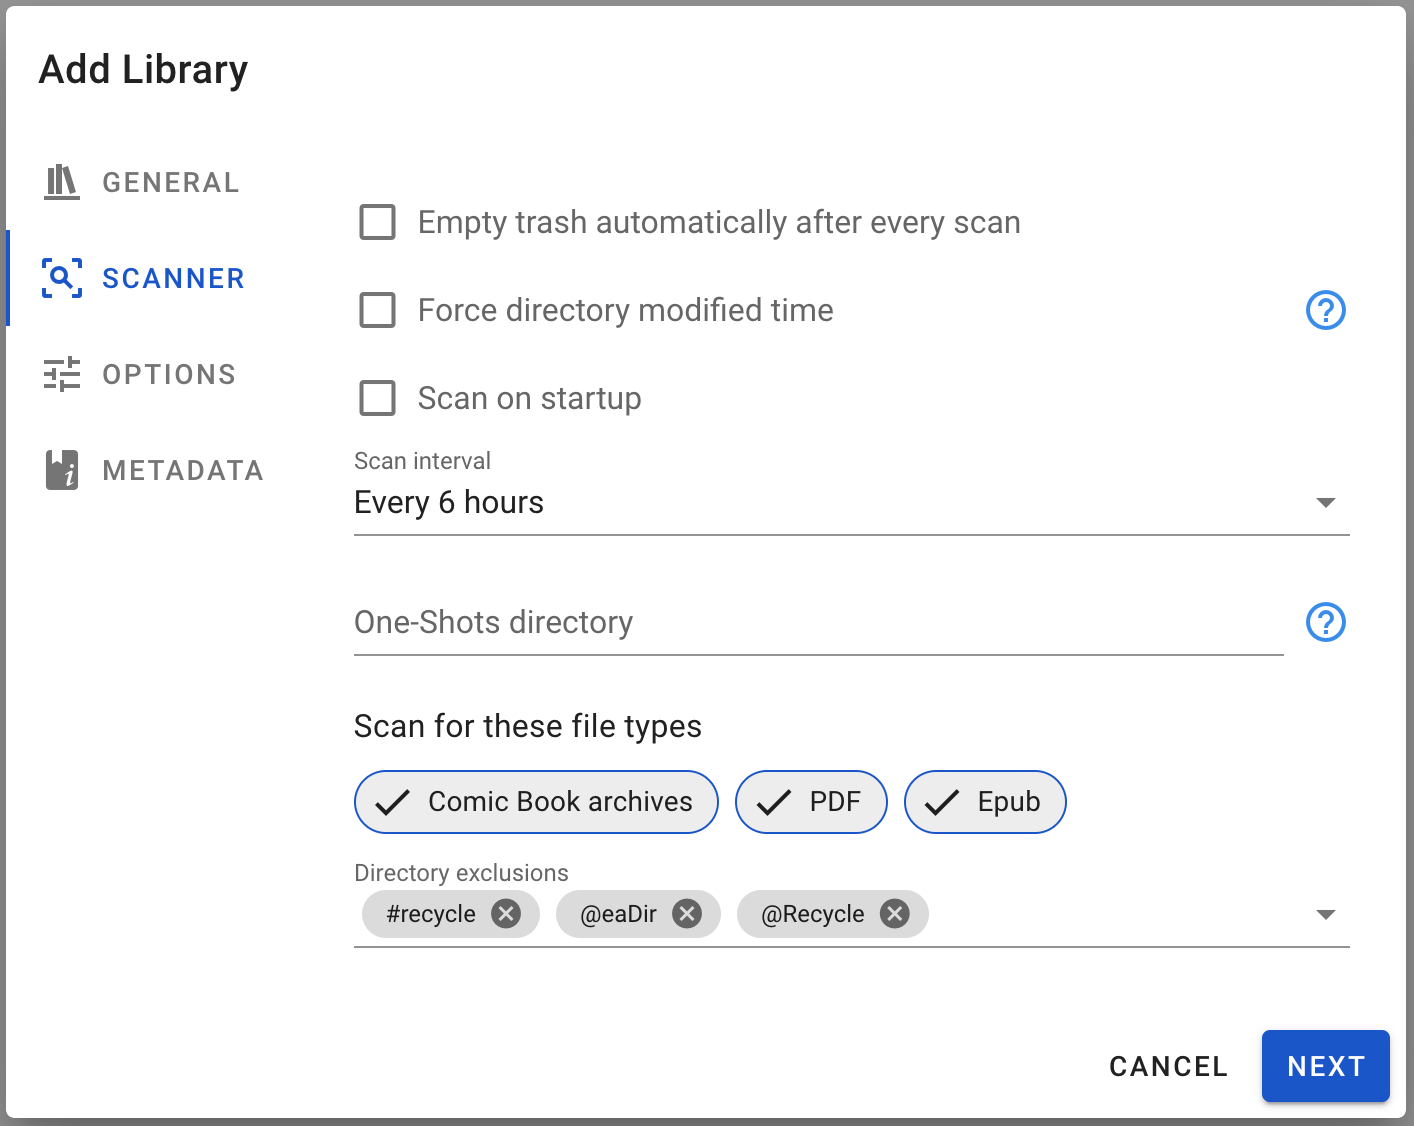 Add Library
GENERAL
SCANNER
OPTIONS
METADATA
Empty trash automatically after every scan
Force directory modified time
?
Scan on startup
Scan interval
Every 6 hours
One-Shots directory
?
Scan for these file types
Comic Book archives PDF Epub
Directory exclusions
#recycle @eaDir @Recycle
CANCEL NEXT